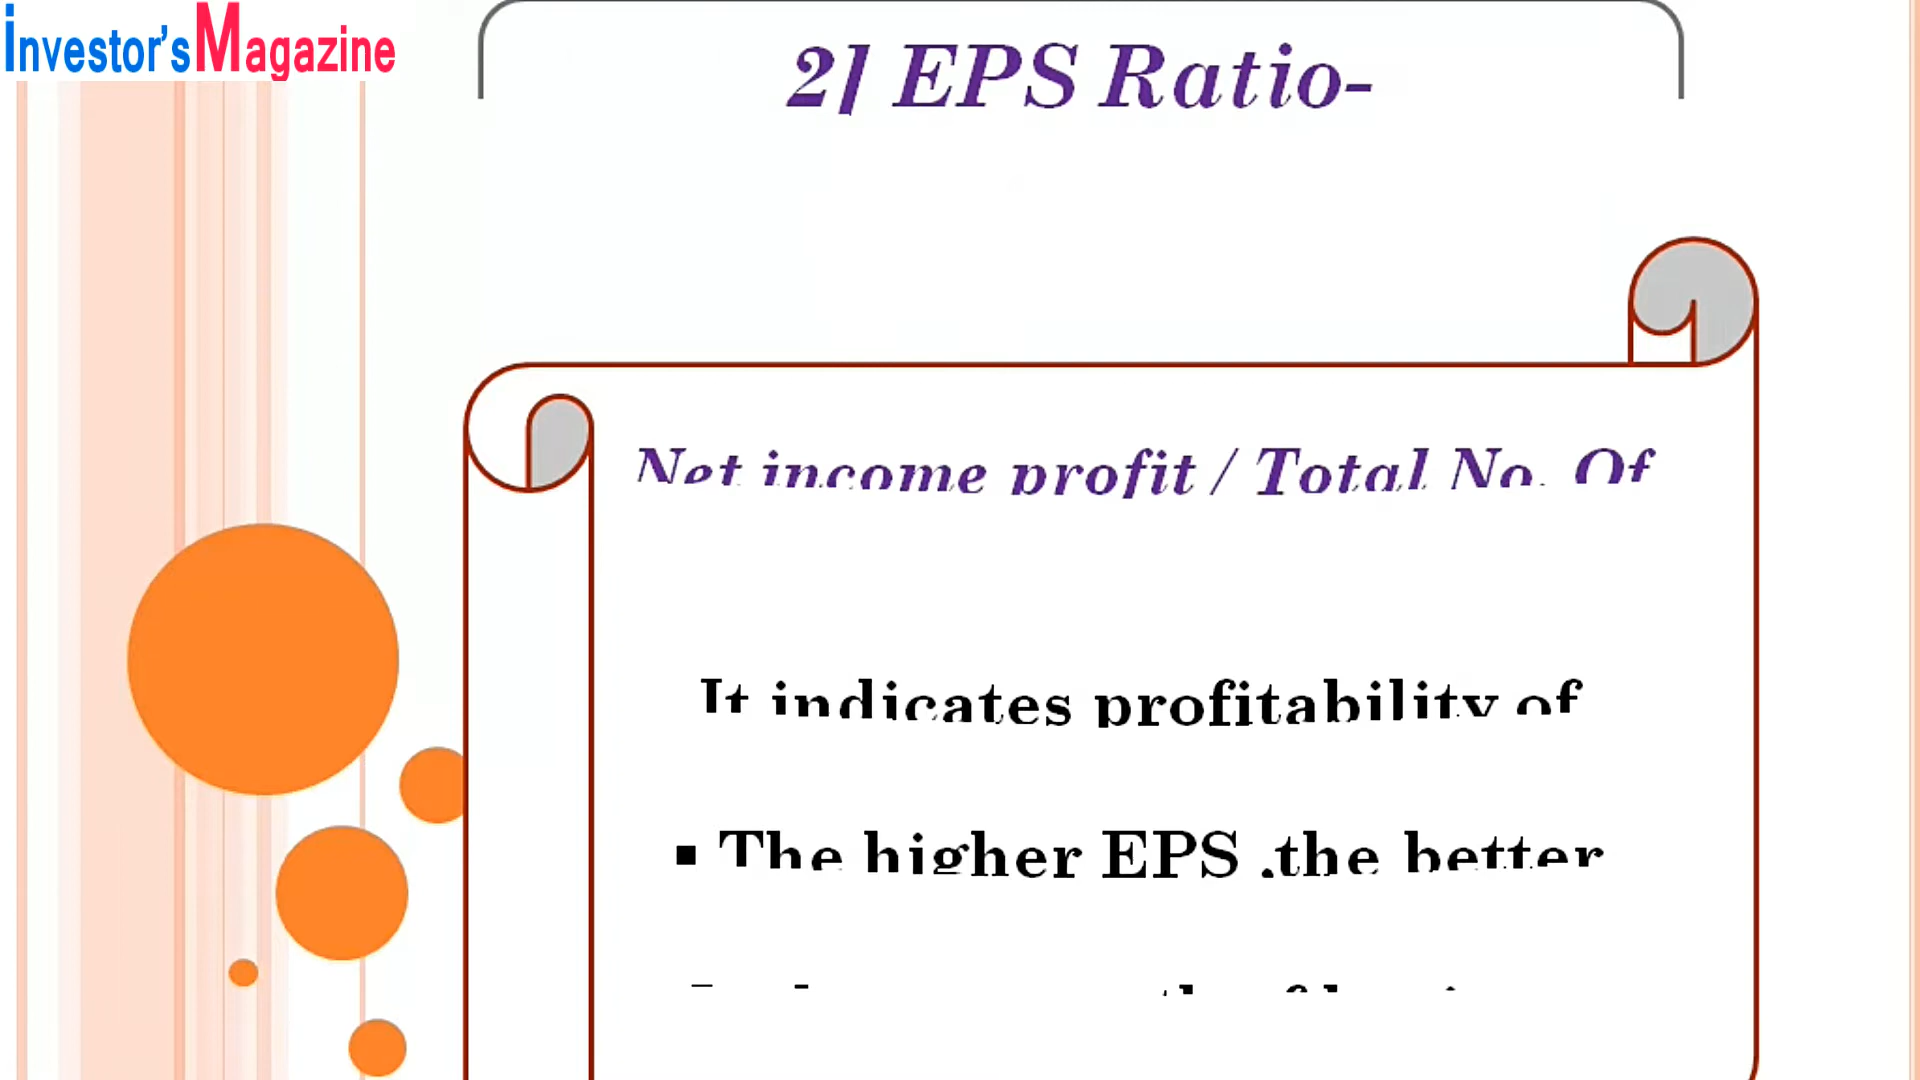 Investor's Magazine
2] EPS Ratio-
Net income profit / Total No. Of
It indicates profitability of
▪ The higher EPS ,the better